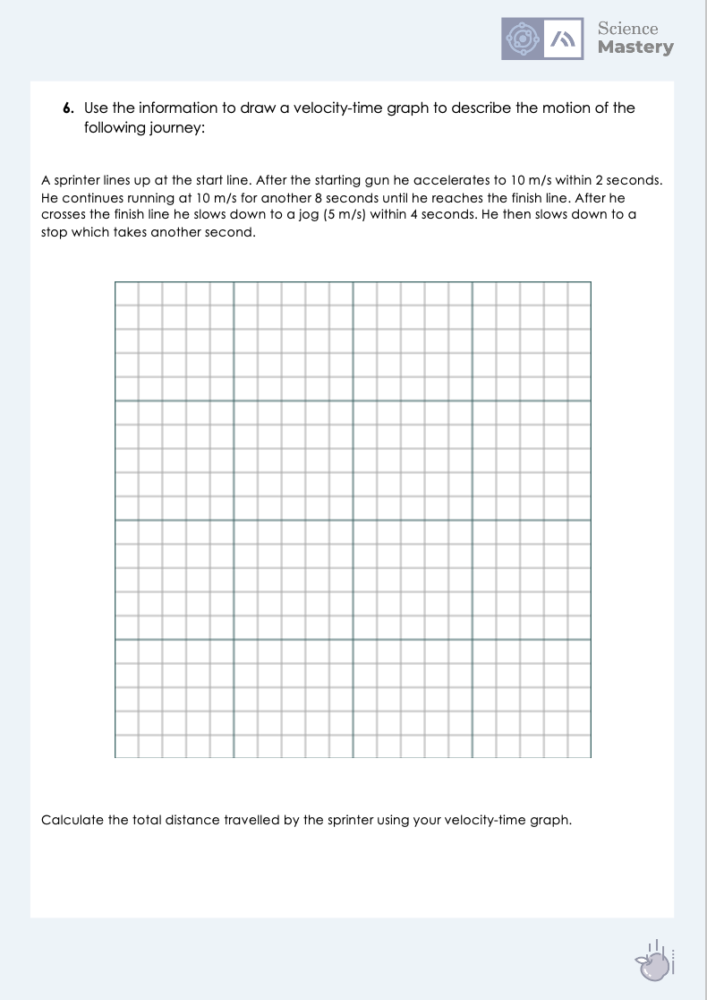 Science
Mastery
6. Use the information to draw a velocity-time graph to describe the motion of the
following journey:
A sprinter lines up at the start line. After the starting gun he accelerates to 10 m/s within 2 seconds.
He continues running at 10 m/s for another 8 seconds until he reaches the finish line. After he
crosses the finish line he slows down to a jog (5 m/s) within 4 seconds. He then slows down to a
stop which takes another second.
Calculate the total distance travelled by the sprinter using your velocity-time graph.